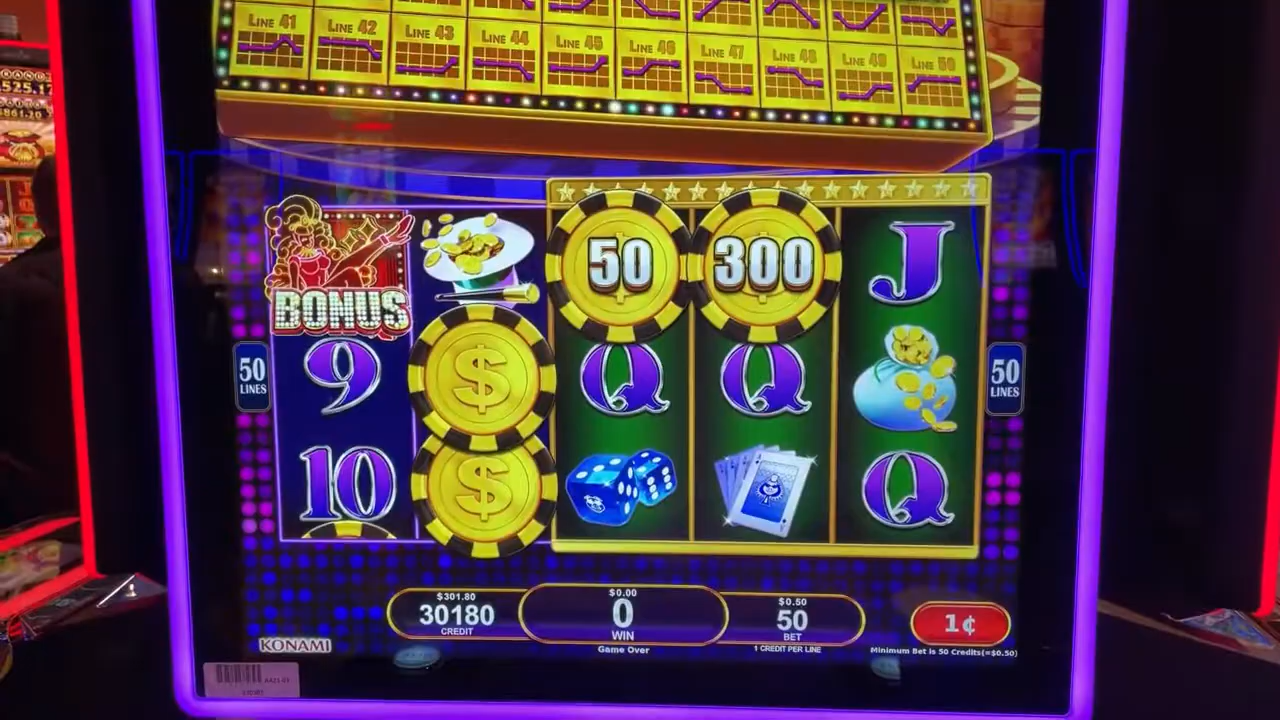 GRAND
LINE 41 LINE 42 LINE 43 LINE 44 LINE 45 LINE 46 LINE 47 LINE 48 LINE 49 LINE 50
50 300 J
BONUS
50 LINES
9 $ Q Q
50 LINES
10 $ Q
$301.80
30180
CREDIT
$0.00
0
WIN
Game Over
$0.50
50
BET
1 CREDIT PER LINE
1¢
Minimum Bet is 50 Credits(=$0.50)
KONAMI